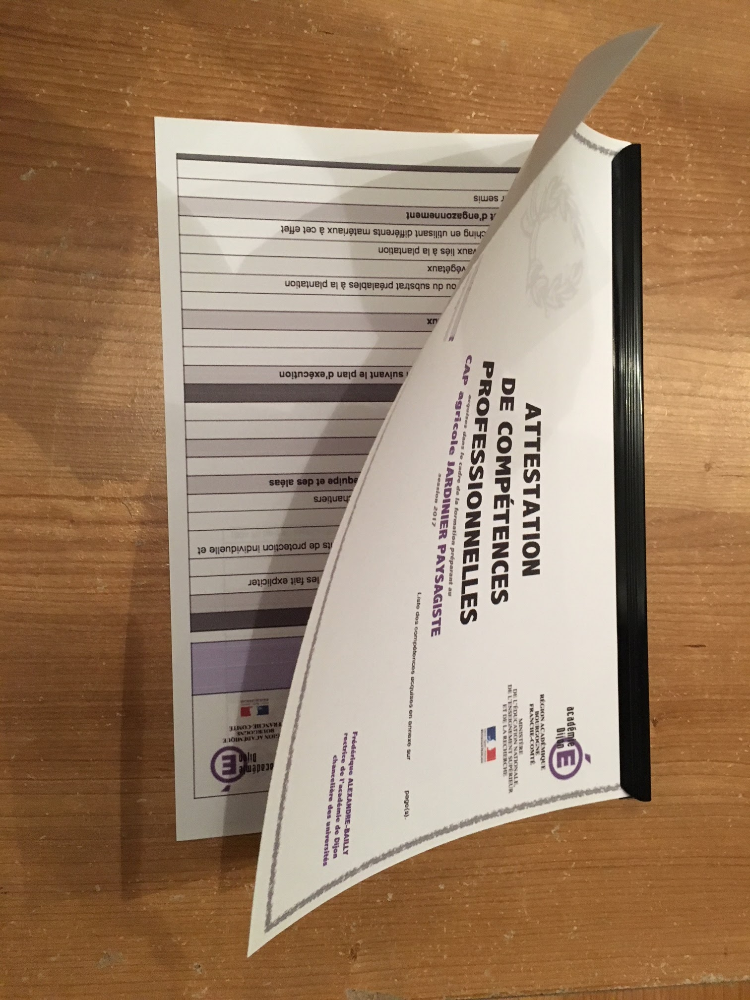 académie
Dijon
É
RÉGION ACADÉMIQUE
BOURGOGNE
FRANCHE-COMTÉ
MINISTÈRE
DE L'ÉDUCATION NATIONALE,
DE L'ENSEIGNEMENT SUPÉRIEUR
ET DE LA RECHERCHE
ATTESTATION
DE COMPÉTENCES
PROFESSIONNELLES
acquises dans le cadre de la formation préparant au
CAP agricole JARDINIER PAYSAGISTE
session 2017
Liste des compétences acquises en annexe sur page(s).
Frédérique ALEXANDRE-BAILLY
rectrice de l'académie de Dijon
chancelière des universités
académie
Dijon
É
GION ACADÉMIQUE
BOURGOGNE
FRANCHE-COMTÉ
les fait expliciter
ts de protection individuelle et
hantiers
equipe et des aléas
suivant le plan d'exécution
ux
ou du substrat préalables à la plantation
végétaux
vaux liés à la plantation
ching en utilisant différents matériaux à cet effet
t d'engazonnement
r semis